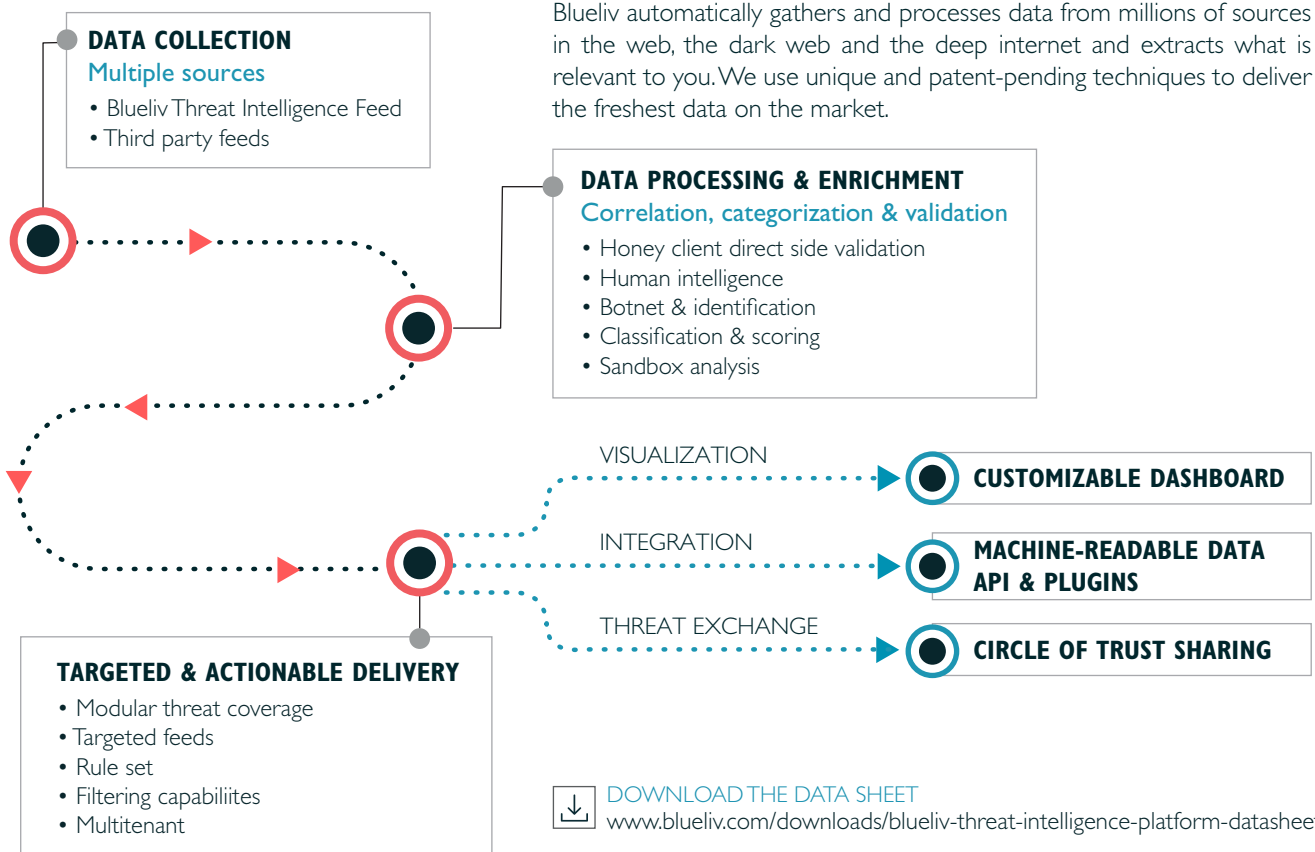 Blueliv automatically gathers and processes data from millions of sources
in the web, the dark web and the deep internet and extracts what is
relevant to you. We use unique and patent-pending techniques to deliver
the freshest data on the market.
DATA COLLECTION
Multiple sources
• Blueliv Threat Intelligence Feed
• Third party feeds
DATA PROCESSING & ENRICHMENT
Correlation, categorization & validation
• Honey client direct side validation
• Human intelligence
• Botnet & identification
• Classification & scoring
• Sandbox analysis
VISUALIZATION
CUSTOMIZABLE DASHBOARD
INTEGRATION
MACHINE-READABLE DATA
API & PLUGINS
THREAT EXCHANGE
CIRCLE OF TRUST SHARING
TARGETED & ACTIONABLE DELIVERY
• Modular threat coverage
• Targeted feeds
• Rule set
• Filtering capabiliites
• Multitenant
DOWNLOAD THE DATA SHEET
www.blueliv.com/downloads/blueliv-threat-intelligence-platform-datasheet